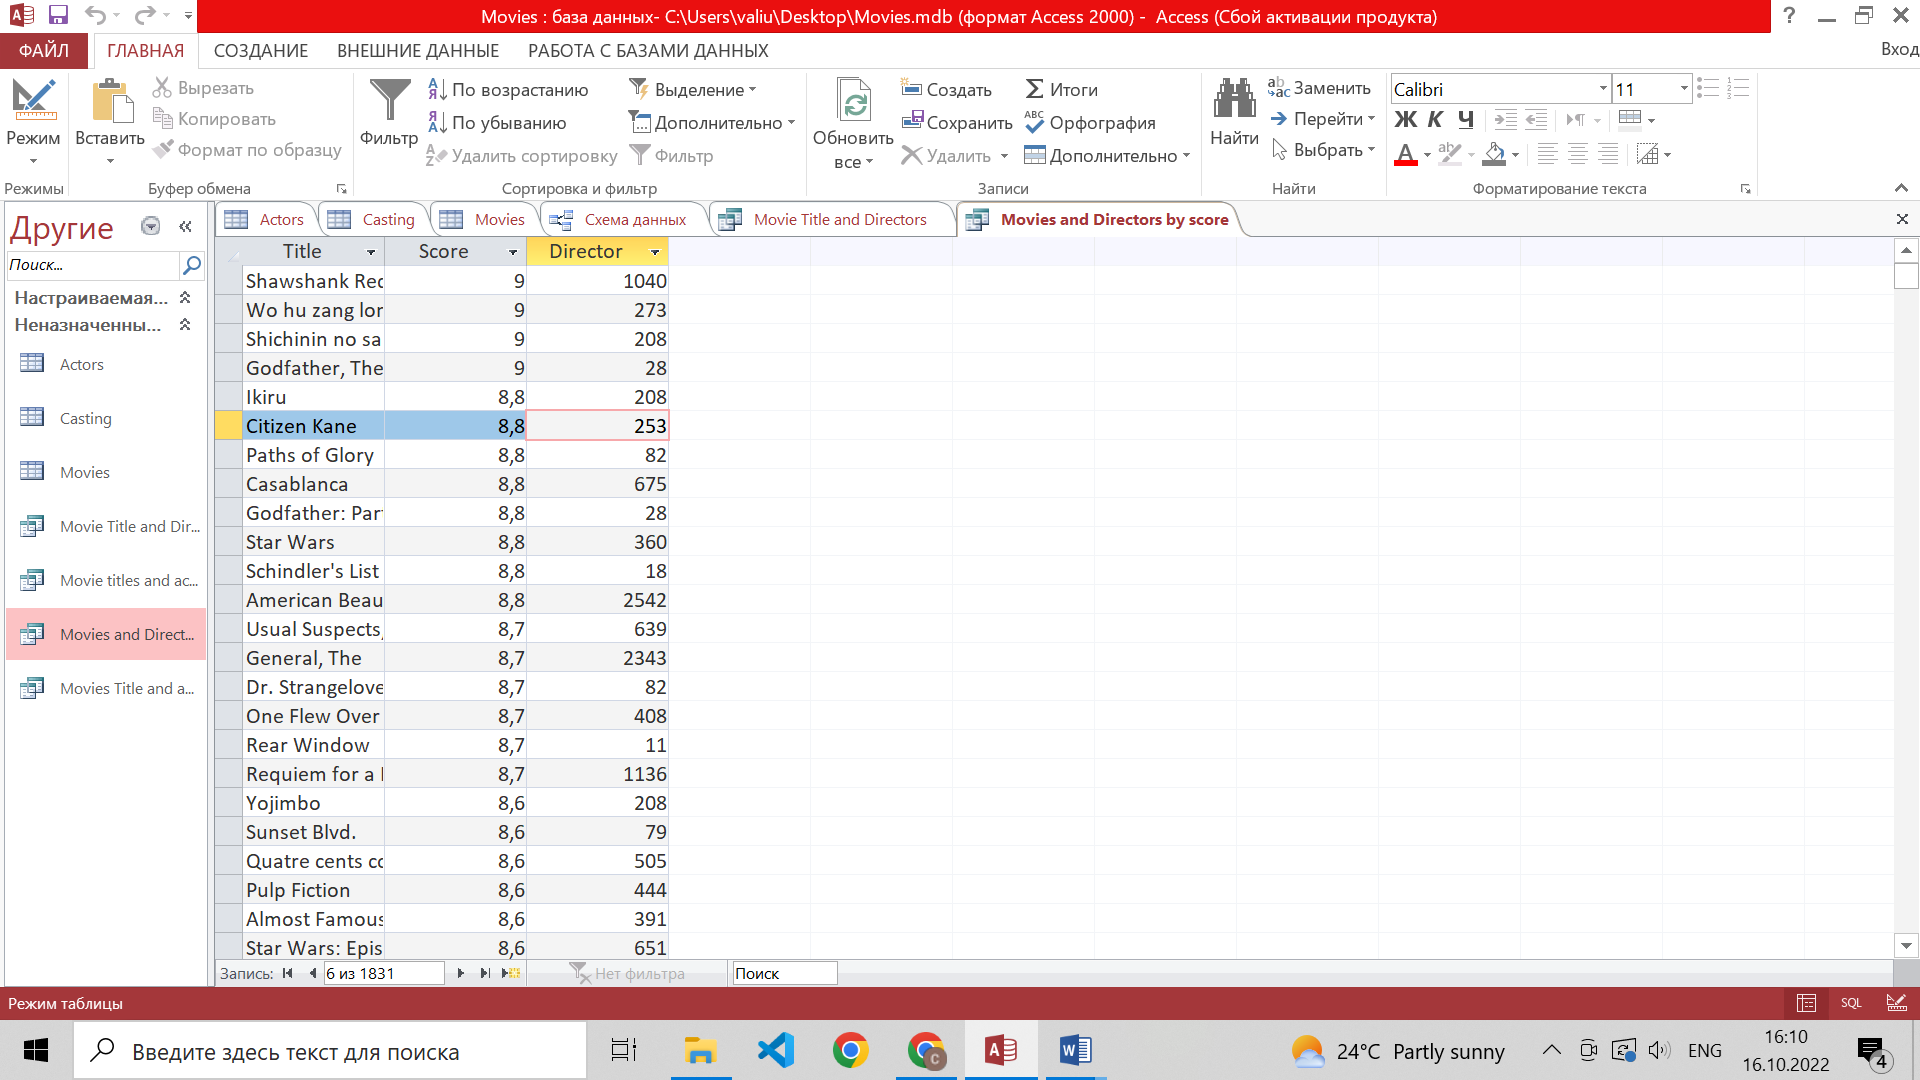 Movies : база данных- C:\Users\valiu\Desktop\Movies.mdb (формат Access 2000) - Access (Сбой активации продукта)
ФАЙЛ ГЛАВНАЯ СОЗДАНИЕ ВНЕШНИЕ ДАННЫЕ РАБОТА С БАЗАМИ ДАННЫХ Вход
Режим
Режимы
Вставить
Вырезать
Копировать
Формат по образцу
Буфер обмена
Фильтр
По возрастанию
По убыванию
Удалить сортировку
Выделение
Дополнительно
Фильтр
Сортировка и фильтр
Обновить
все
Создать
Сохранить
Удалить
Итоги
Орфография
Дополнительно
Записи
Найти
Заменить
Перейти
Выбрать
Найти
Calibri 11
Ж К Ч
Форматирование текста
Другие
Поиск...
Настраиваемая...
Неназначенны...
Actors
Casting
Movies
Movie Title and Dir...
Movie titles and ac...
Movies and Direct...
Movies Title and a...
Actors Casting Movies Схема данных Movie Title and Directors Movies and Directors by score
Title Score Director
Shawshank Rec 9 1040
Wo hu zang lor 9 273
Shichinin no sa 9 208
Godfather, The 9 28
Ikiru 8,8 208
Citizen Kane 8,8 253
Paths of Glory 8,8 82
Casablanca 8,8 675
Godfather: Par 8,8 28
Star Wars 8,8 360
Schindler's List 8,8 18
American Beau 8,8 2542
Usual Suspects, 8,7 639
General, The 8,7 2343
Dr. Strangelove 8,7 82
One Flew Over 8,7 408
Rear Window 8,7 11
Requiem for a 8,7 1136
Yojimbo 8,6 208
Sunset Blvd. 8,6 79
Quatre cents co 8,6 505
Pulp Fiction 8,6 444
Almost Famous 8,6 391
Star Wars: Epis 8,6 651
Запись: 6 из 1831 Нет фильтра Поиск
Режим таблицы SQL
Введите здесь текст для поиска
24°C Partly sunny
ENG
16:10
16.10.2022
4